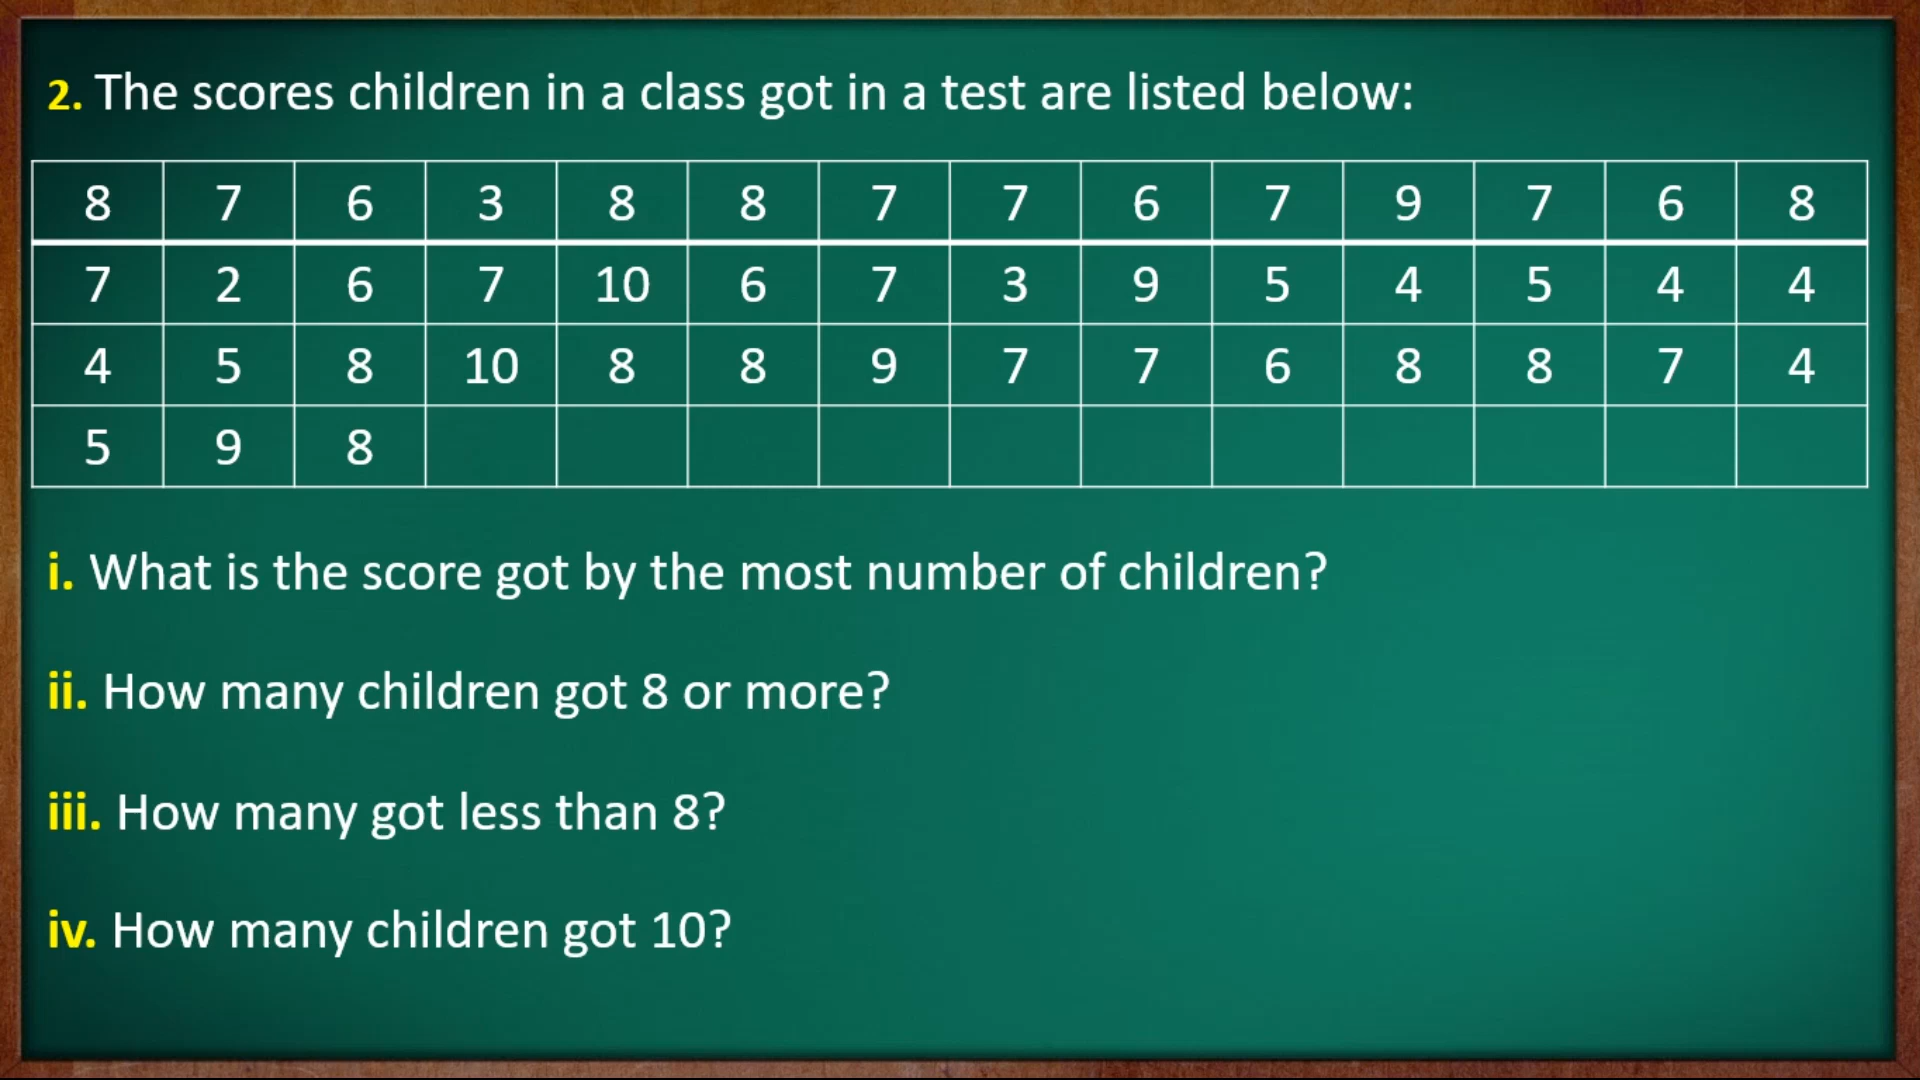 2. The scores children in a class got in a test are listed below:
8 7 6 3 8 8 7 7 6 7 9 7 6 8
7 2 6 7 10 6 7 3 9 5 4 5 4 4
4 5 8 10 8 8 9 7 7 6 8 8 7 4
5 9 8
i. What is the score got by the most number of children?
ii. How many children got 8 or more?
iii. How many got less than 8?
iv. How many children got 10?